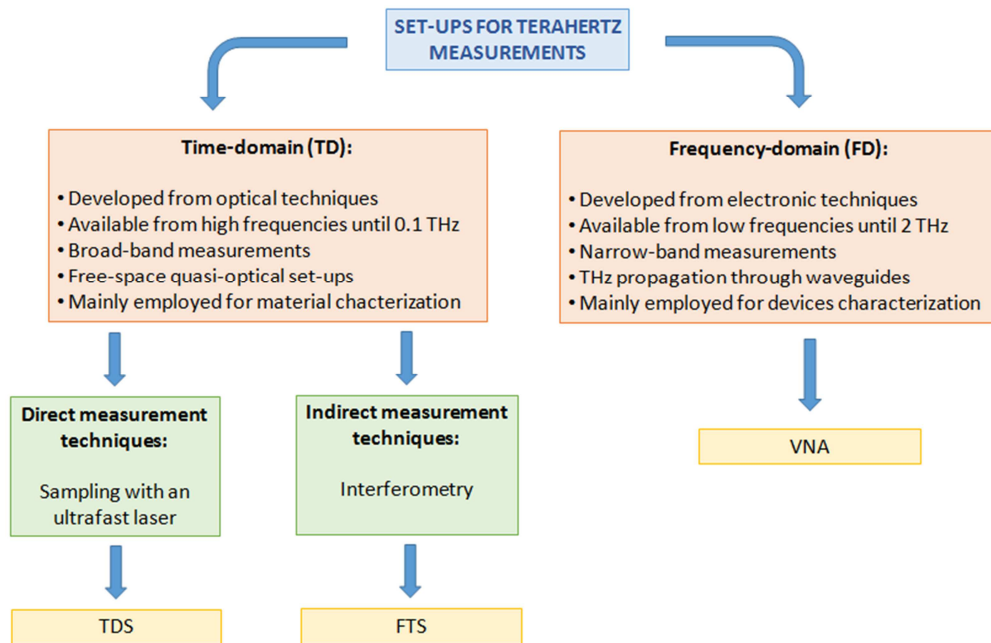 SET-UPS FOR TERAHERTZ
MEASUREMENTS
Time-domain (TD):
• Developed from optical techniques
• Available from high frequencies until 0.1 THz
• Broad-band measurements
• Free-space quasi-optical set-ups
• Mainly employed for material chacterization
Frequency-domain (FD):
• Developed from electronic techniques
• Available from low frequencies until 2 THz
• Narrow-band measurements
• THz propagation through waveguides
• Mainly employed for devices characterization
Direct measurement
techniques:
Sampling with an
ultrafast laser
Indirect measurement
techniques:
Interferometry
VNA
TDS
FTS